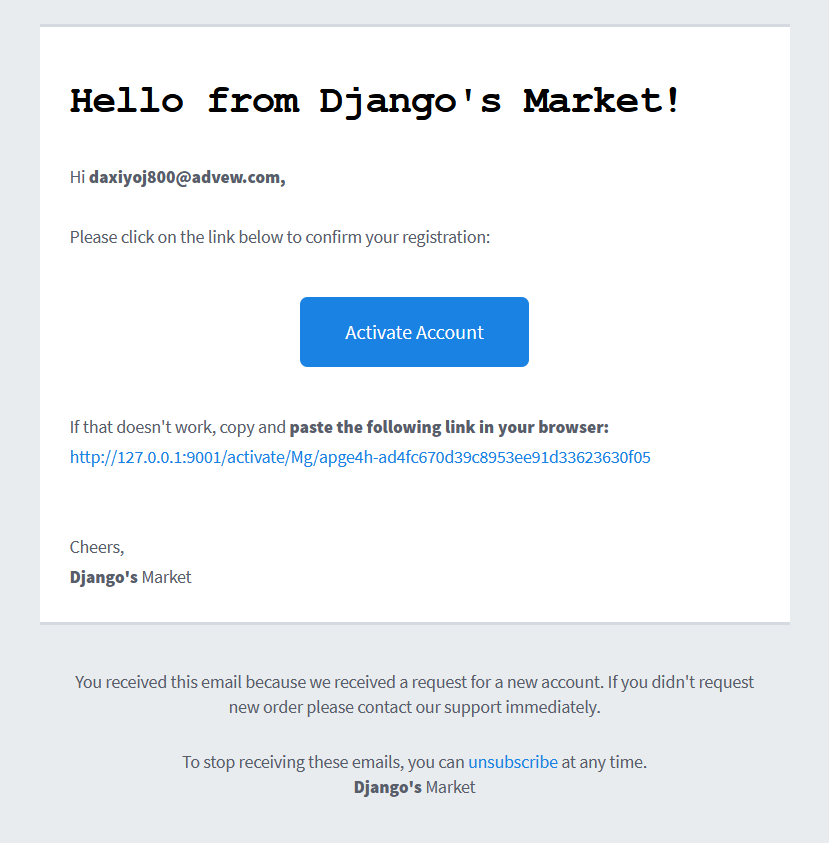 Hello from Django's Market!
Hi daxiyoj800@advew.com,
Please click on the link below to confirm your registration:
Activate Account
If that doesn't work, copy and paste the following link in your browser:
http://127.0.0.1:9001/activate/Mg/apge4h-ad4fc670d39c8953ee91d33623630f05
Cheers,
Django's Market
You received this email because we received a request for a new account. If you didn't request
new order please contact our support immediately.
To stop receiving these emails, you can unsubscribe at any time.
Django's Market